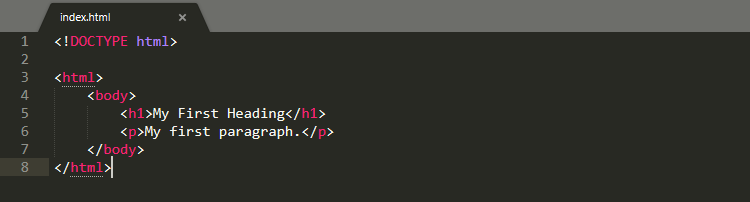 index.html ×
1 <!DOCTYPE html>
2
3 <html>
4     <body>
5         <h1>My First Heading</h1>
6         <p>My first paragraph.</p>
7     </body>
8 </html>